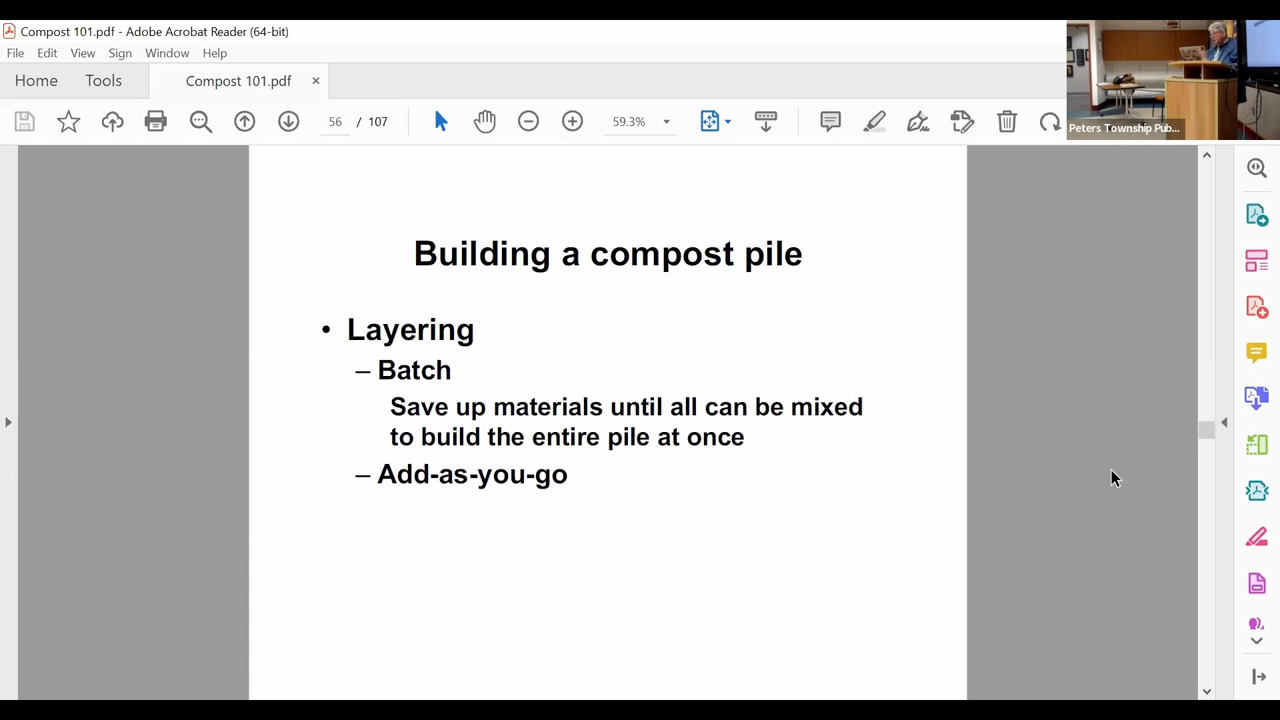 Compost 101.pdf - Adobe Acrobat Reader (64-bit)
File Edit View Sign Window Help
Home Tools Compost 101.pdf ×
56 / 107 59.3%
Peters Township Pub...
Building a compost pile
• Layering
– Batch
Save up materials until all can be mixed
to build the entire pile at once
– Add-as-you-go